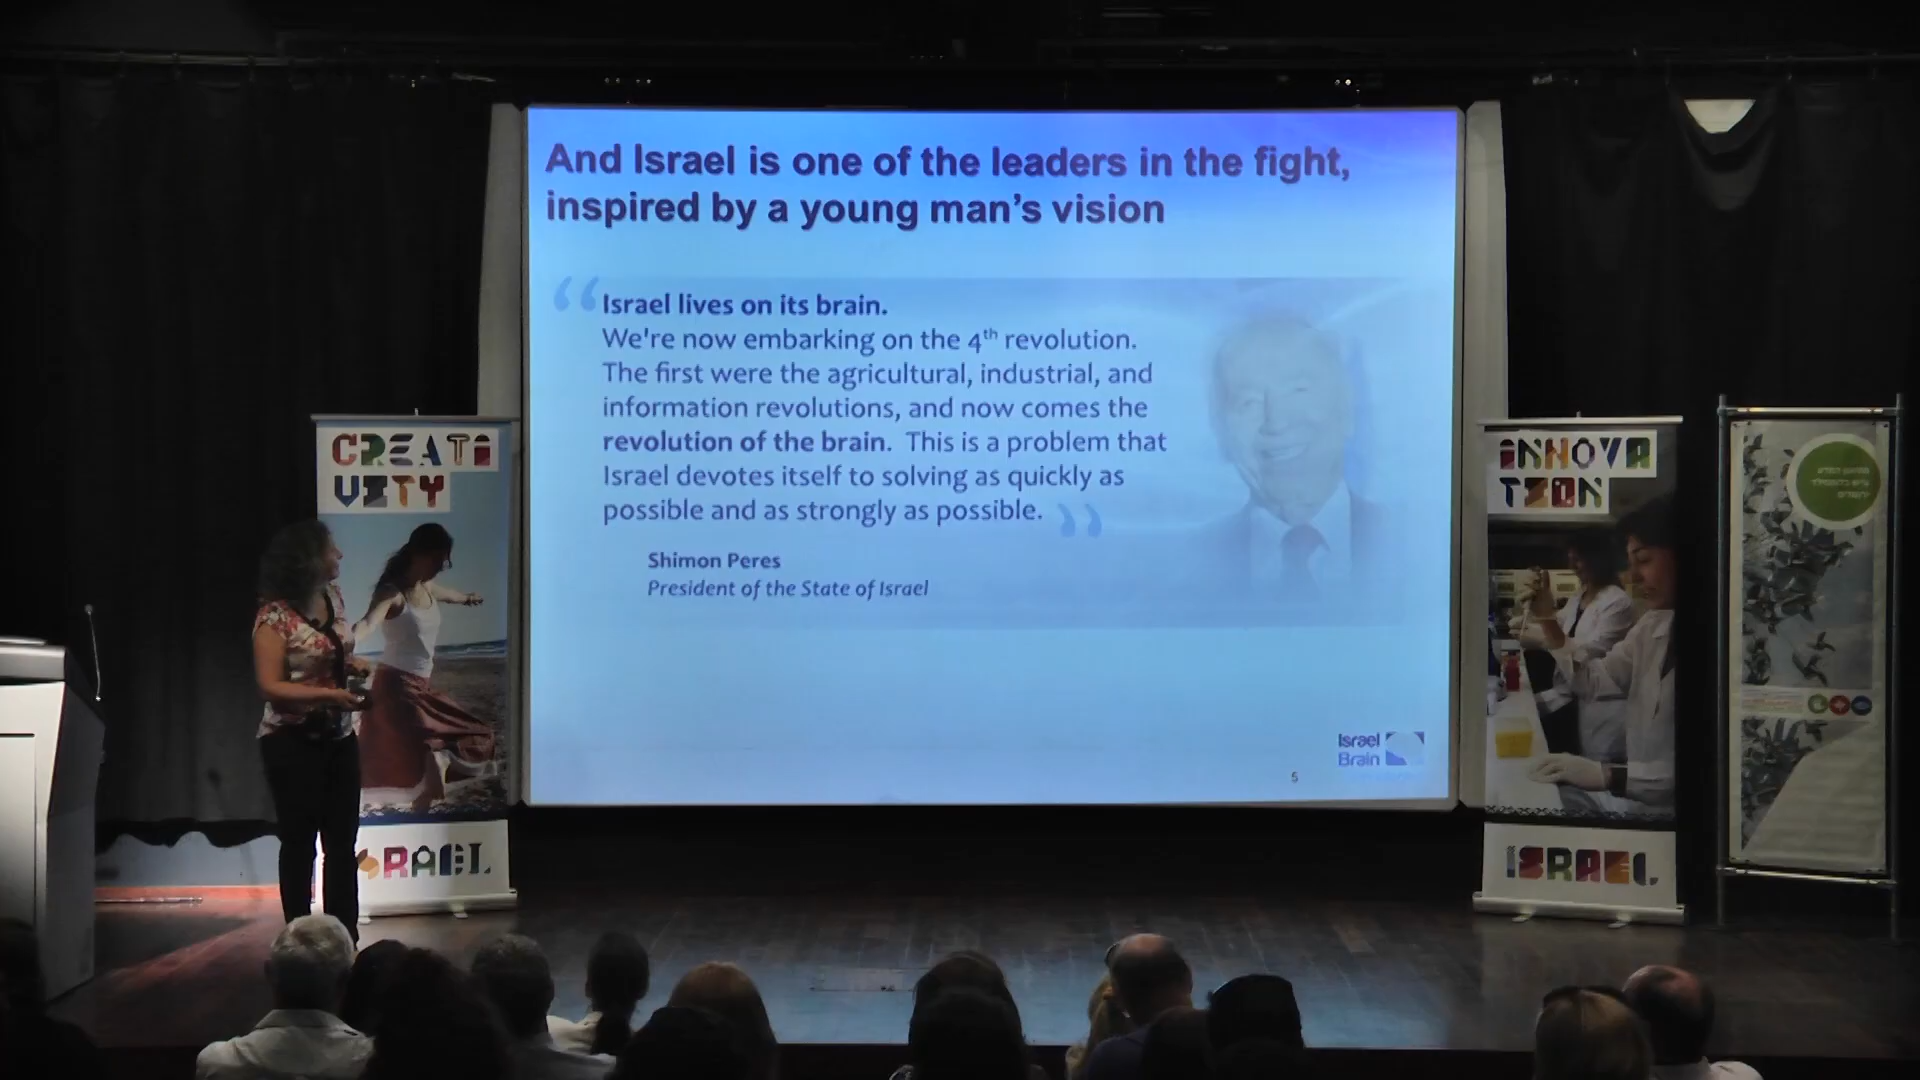 And Israel is one of the leaders in the fight,
inspired by a young man's vision
“Israel lives on its brain.
We're now embarking on the 4th revolution.
The first were the agricultural, industrial, and
information revolutions, and now comes the
revolution of the brain. This is a problem that
Israel devotes itself to solving as quickly as
possible and as strongly as possible.”
Shimon Peres
President of the State of Israel
Israel
Brain
5
CREATI
VITY
ISRAEL
INNOVA
TION
ISRAEL